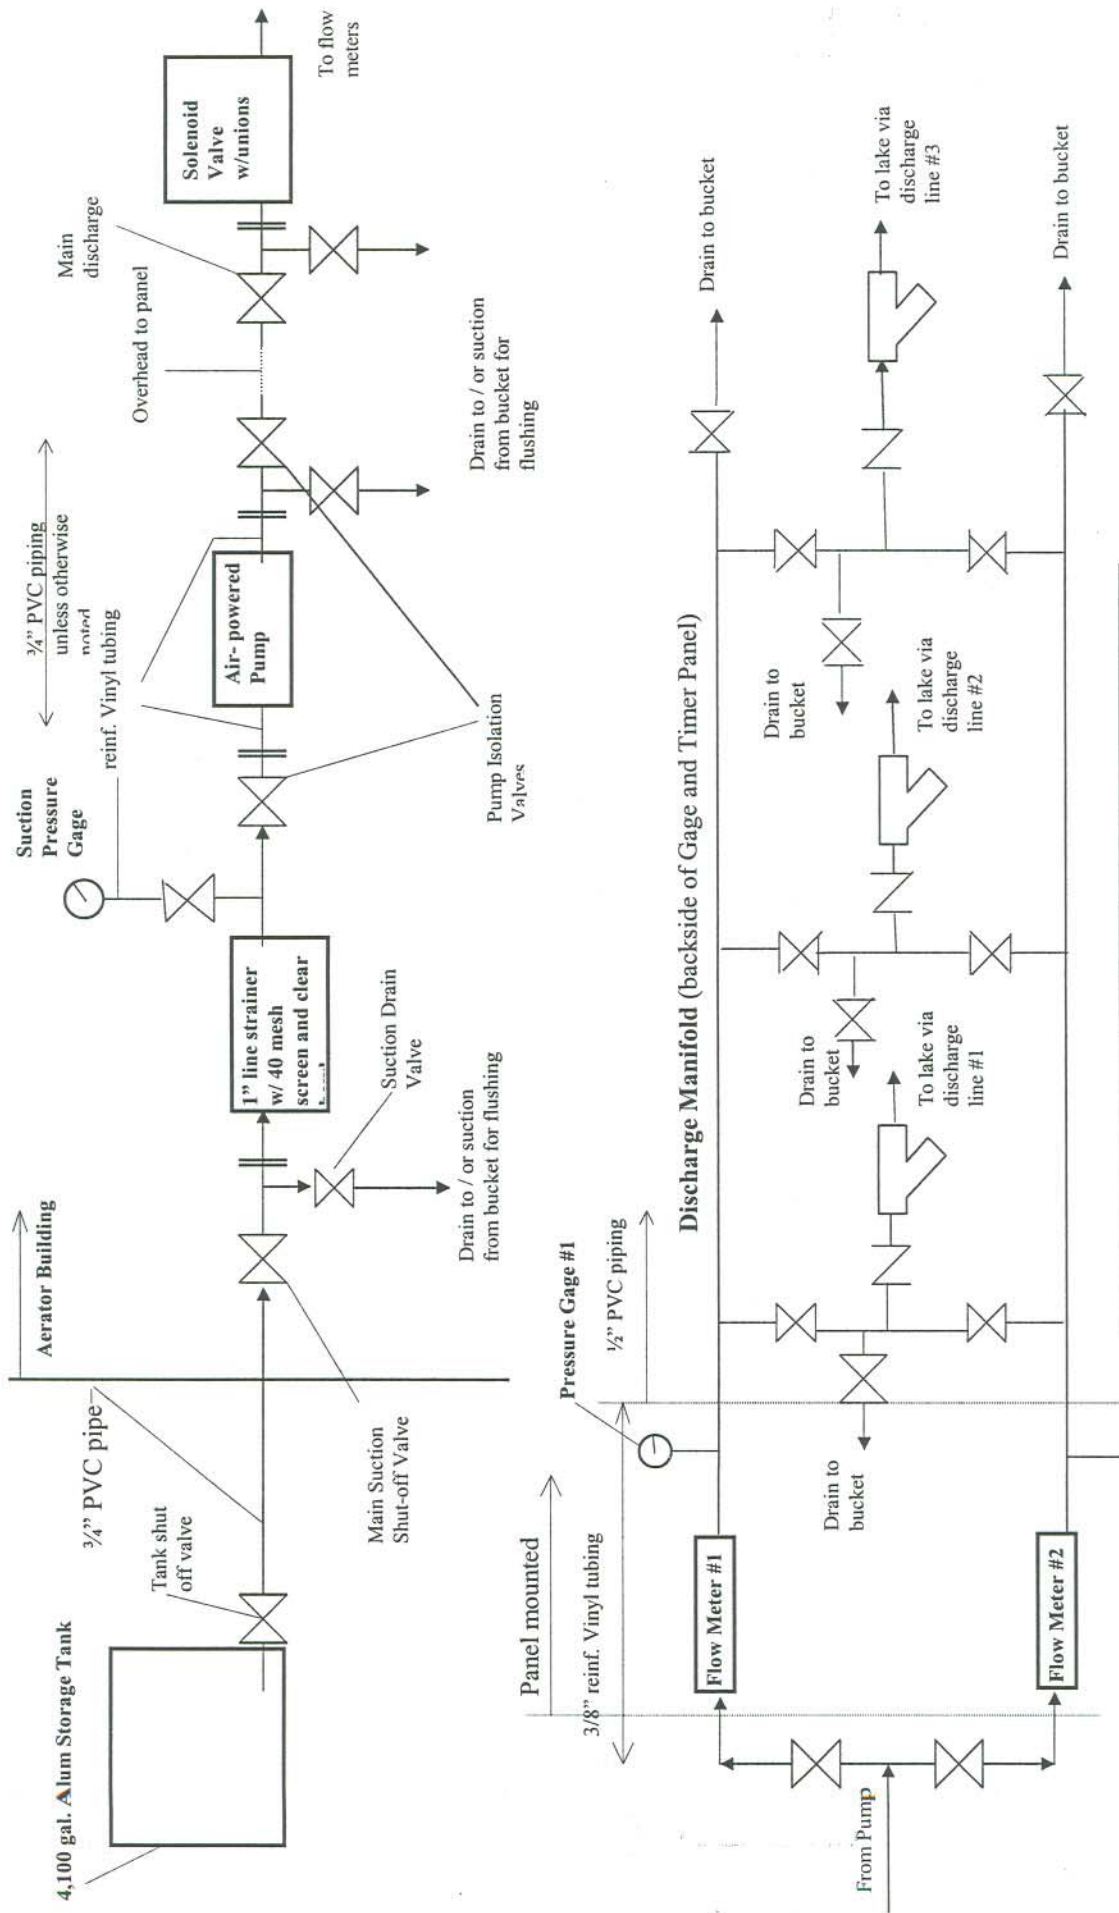 4,100 gal. Alum Storage Tank
Tank shut
off valve
¾” PVC pipe
Aerator Building
Main Suction
Shut-off Valve
Drain to / or suction
from bucket for flushing
Suction Drain
Valve
1” line strainer
w/ 40 mesh
screen and clear
Suction
Pressure
Gage
reinf. Vinyl tubing
¾” PVC piping
unless otherwise
noted
Pump Isolation
Valves
Air- powered
Pump
Drain to / or suction
from bucket for
flushing
Overhead to panel
Main
discharge
Solenoid
Valve
w/unions
To flow
meters
From Pump
Panel mounted
3/8” reinf. Vinyl tubing
Flow Meter #1
Flow Meter #2
Pressure Gage #1
½” PVC piping
Discharge Manifold (backside of Gage and Timer Panel)
Drain to
bucket
To lake via
discharge
line #1
Drain to
bucket
To lake via
discharge
line #2
Drain to
bucket
To lake via
discharge
line #3
Drain to bucket
Drain to bucket